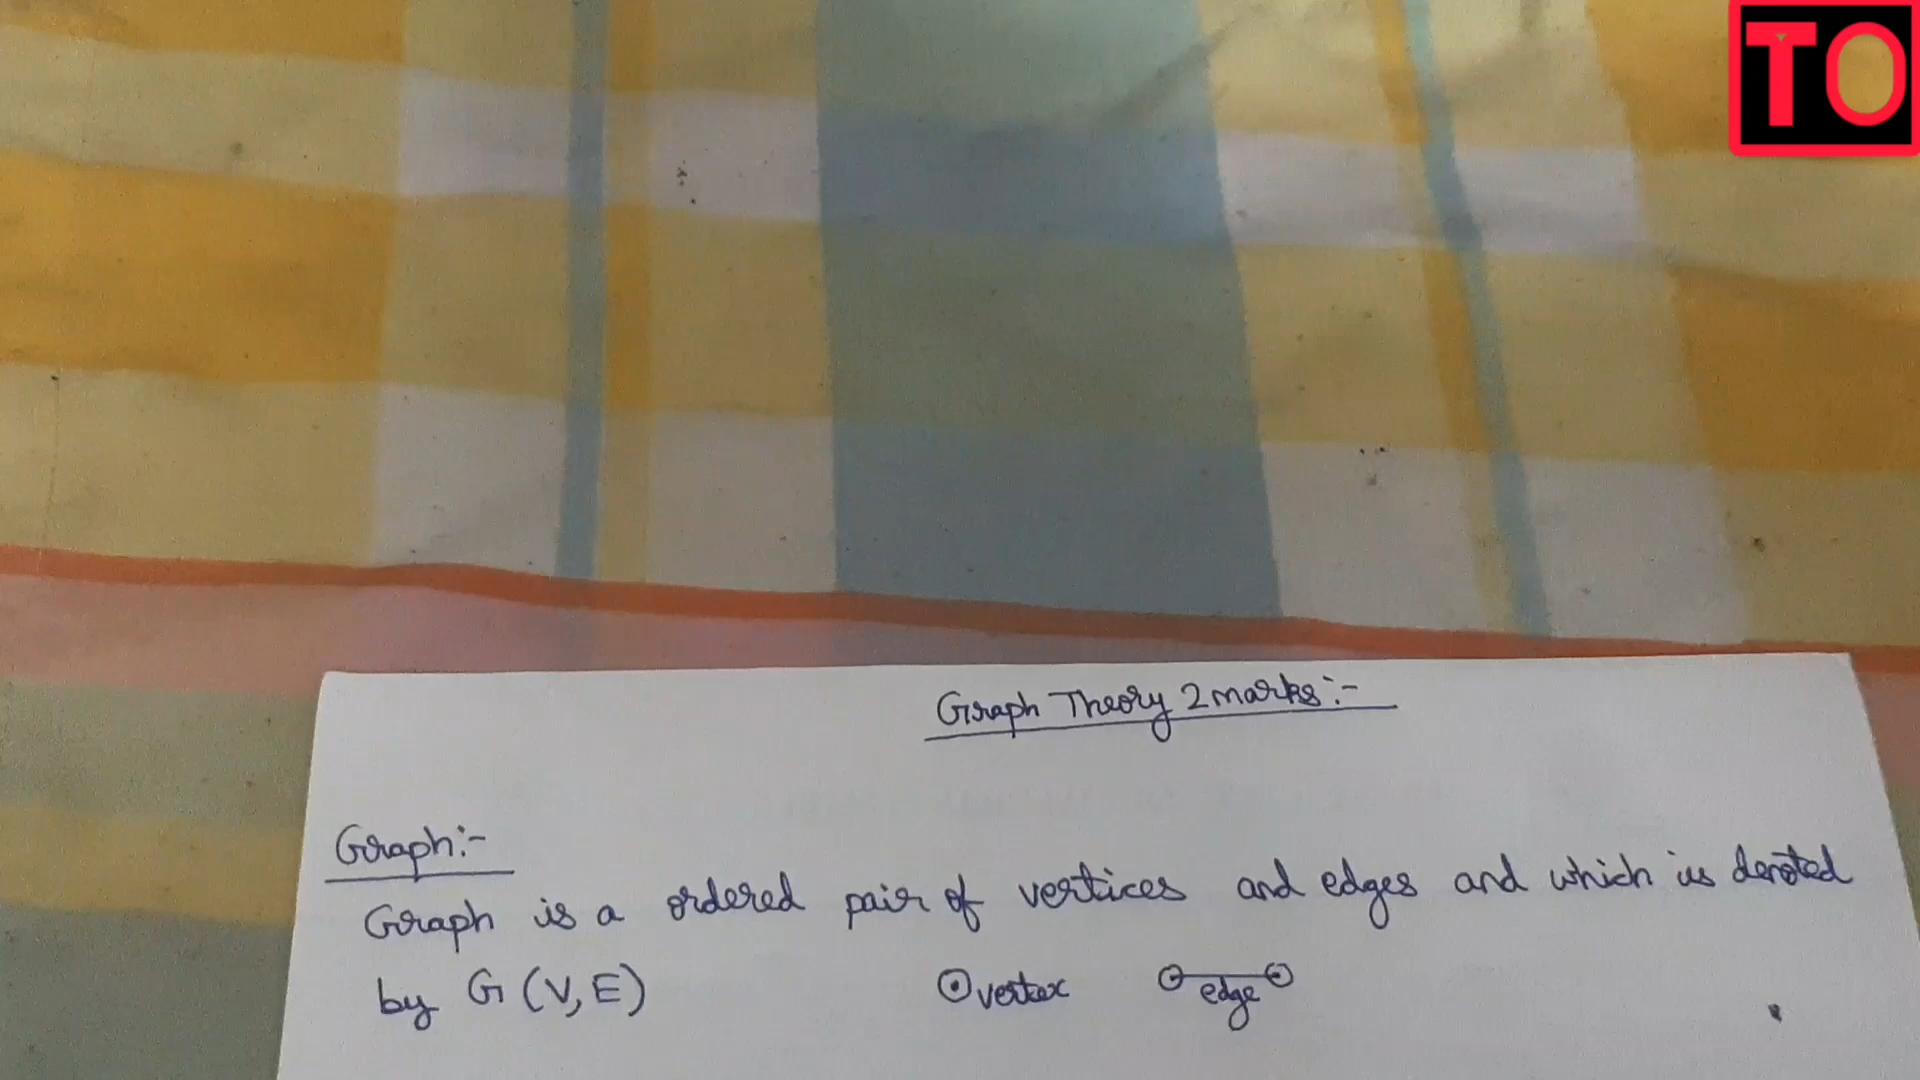 TO
Graph Theory 2 marks:-
Graph:-
Graph is a ordered pair of vertices and edges and which is denoted
by G (V, E) vertex edge